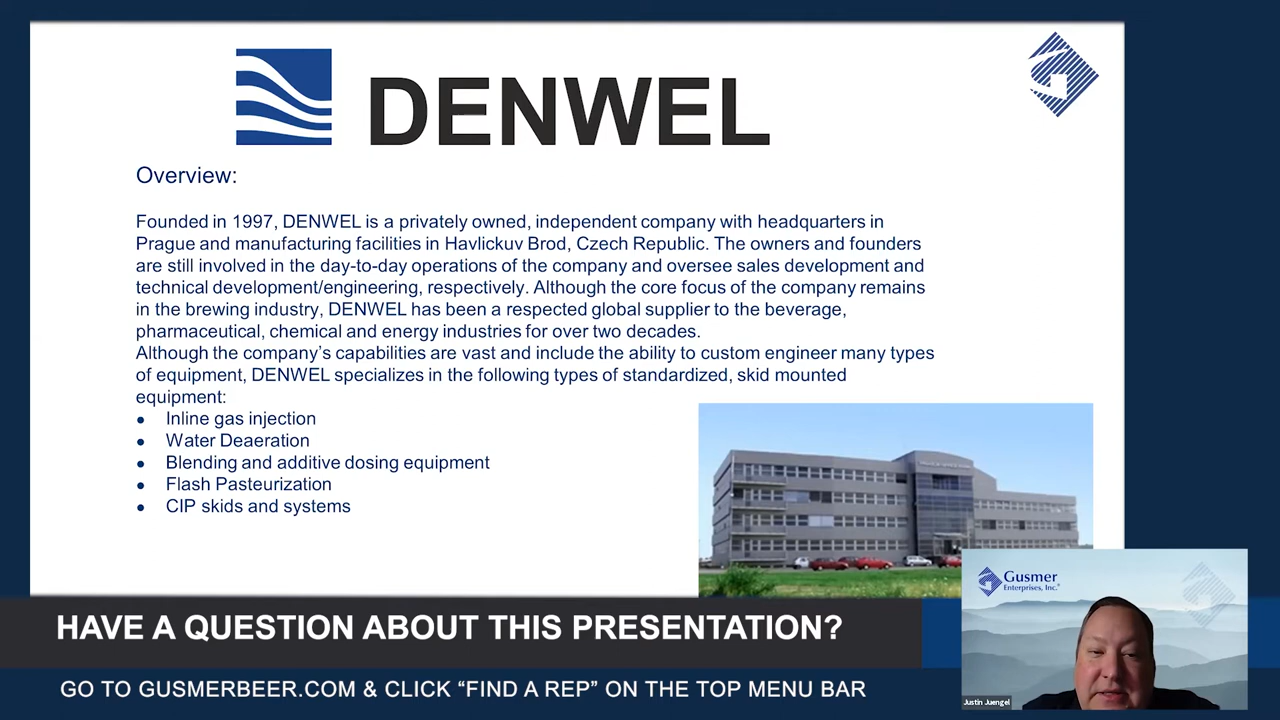 DENWEL
Overview:
Founded in 1997, DENWEL is a privately owned, independent company with headquarters in
Prague and manufacturing facilities in Havlickuv Brod, Czech Republic. The owners and founders
are still involved in the day-to-day operations of the company and oversee sales development and
technical development/engineering, respectively. Although the core focus of the company remains
in the brewing industry, DENWEL has been a respected global supplier to the beverage,
pharmaceutical, chemical and energy industries for over two decades.
Although the company's capabilities are vast and include the ability to custom engineer many types
of equipment, DENWEL specializes in the following types of standardized, skid mounted
equipment:
• Inline gas injection
• Water Deaeration
• Blending and additive dosing equipment
• Flash Pasteurization
• CIP skids and systems
Gusmer
Enterprises, Inc.®
Justin Juengel
HAVE A QUESTION ABOUT THIS PRESENTATION?
GO TO GUSMERBEER.COM & CLICK “FIND A REP” ON THE TOP MENU BAR